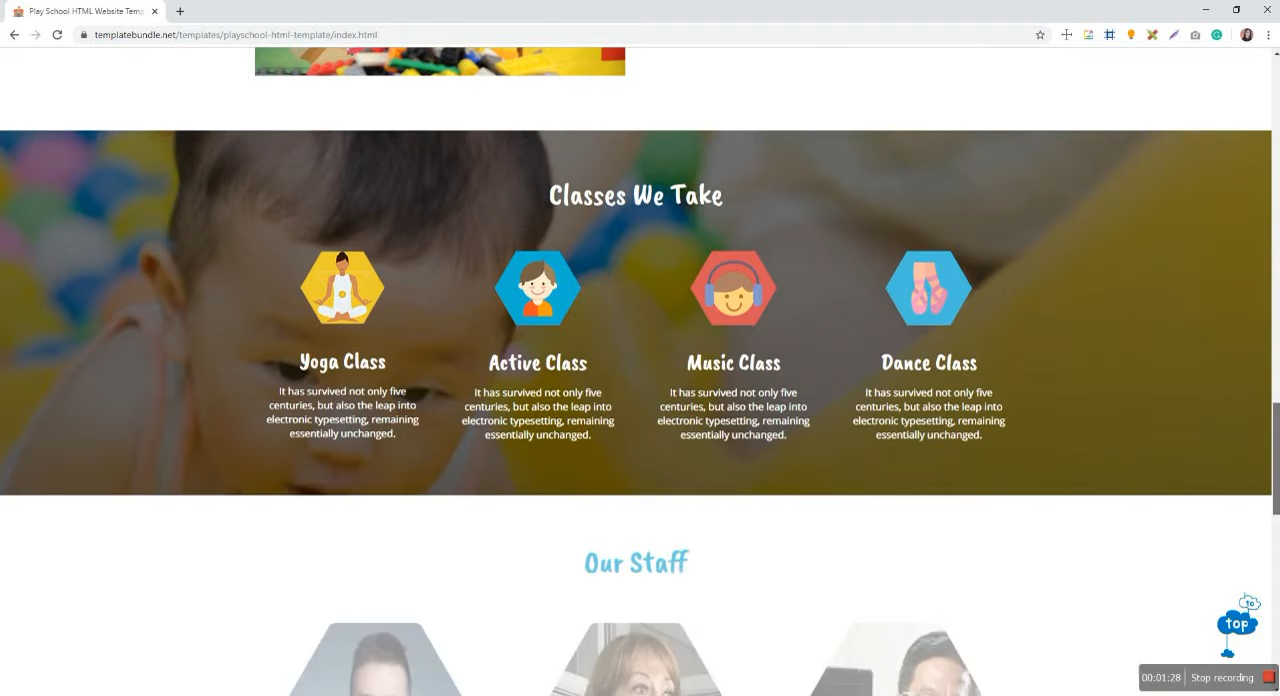 Play School HTML Website Temp
templatebundle.net/templates/playschool-html-template/index.html
Classes We Take
Yoga Class
It has survived not only five
centuries, but also the leap into
electronic typesetting, remaining
essentially unchanged.
Active Class
It has survived not only five
centuries, but also the leap into
electronic typesetting, remaining
essentially unchanged.
Music Class
It has survived not only five
centuries, but also the leap into
electronic typesetting, remaining
essentially unchanged.
Dance Class
It has survived not only five
centuries, but also the leap into
electronic typesetting, remaining
essentially unchanged.
Our Staff
to
top
00:01:28 Stop recording